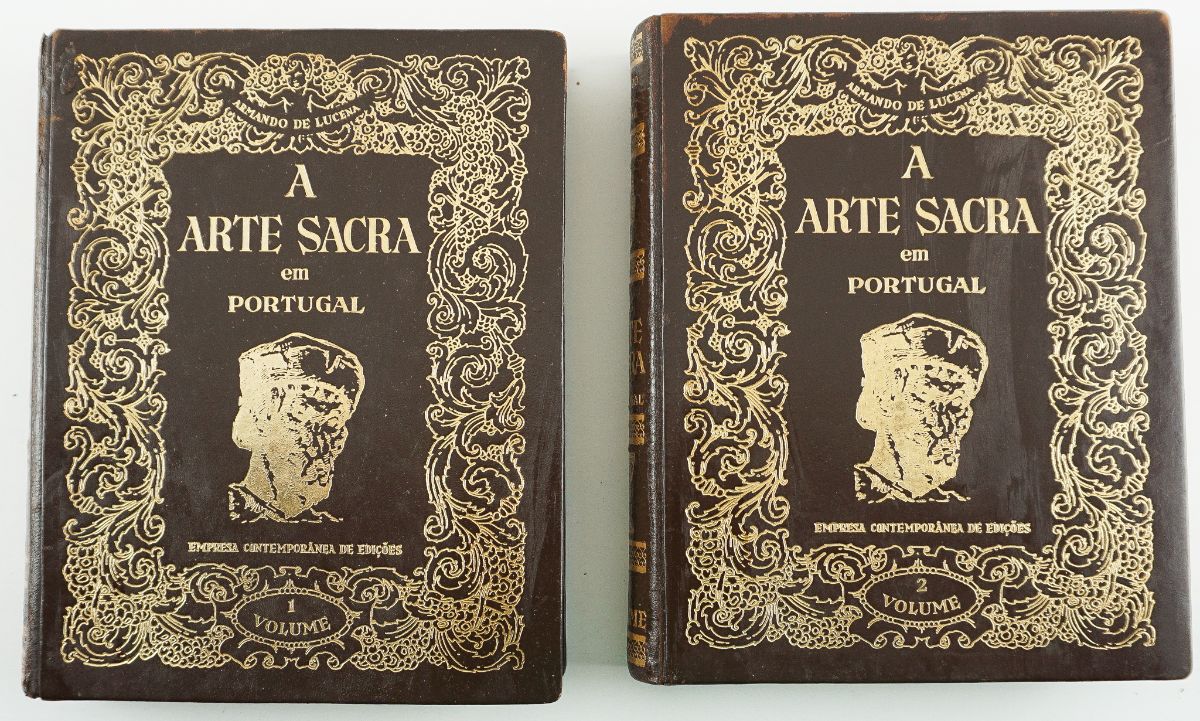 ARMANDO DE LUCENA
A
ARTE SACRA
em
PORTUGAL
EMPRESA CONTEMPORÂNEA DE EDIÇÕES
1
VOLUME
ARMANDO DE LUCENA
A
ARTE SACRA
em
PORTUGAL
EMPRESA CONTEMPORÂNEA DE EDIÇÕES
2
VOLUME